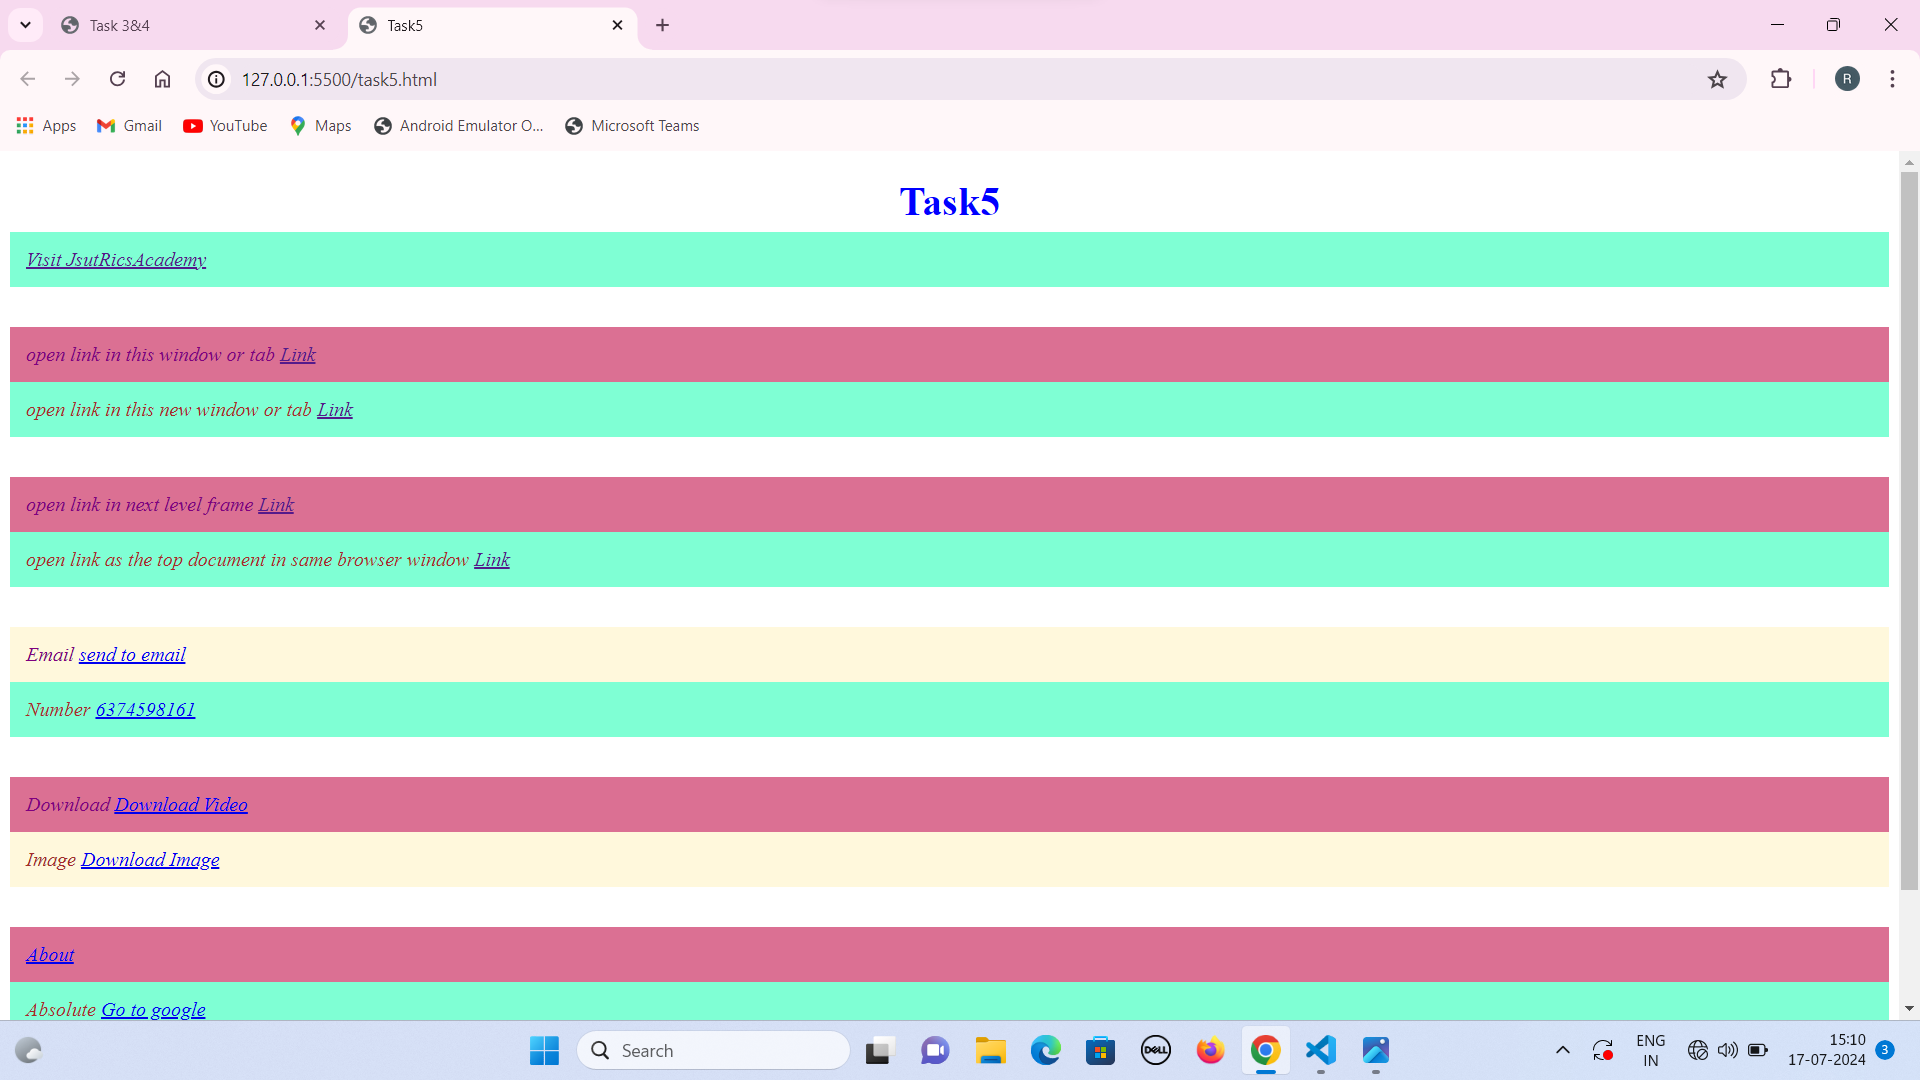 Task 3&4
Task5
127.0.0.1:5500/task5.html
R
Apps
Gmail
YouTube
Maps
Android Emulator O...
Microsoft Teams
Task5
Visit JsutRicsAcademy
open link in this window or tab Link
open link in this new window or tab Link
open link in next level frame Link
open link as the top document in same browser window Link
Email send to email
Number 6374598161
Download Download Video
Image Download Image
About
Absolute Go to google
Search
DELL
ENG
IN
15:10
17-07-2024
3